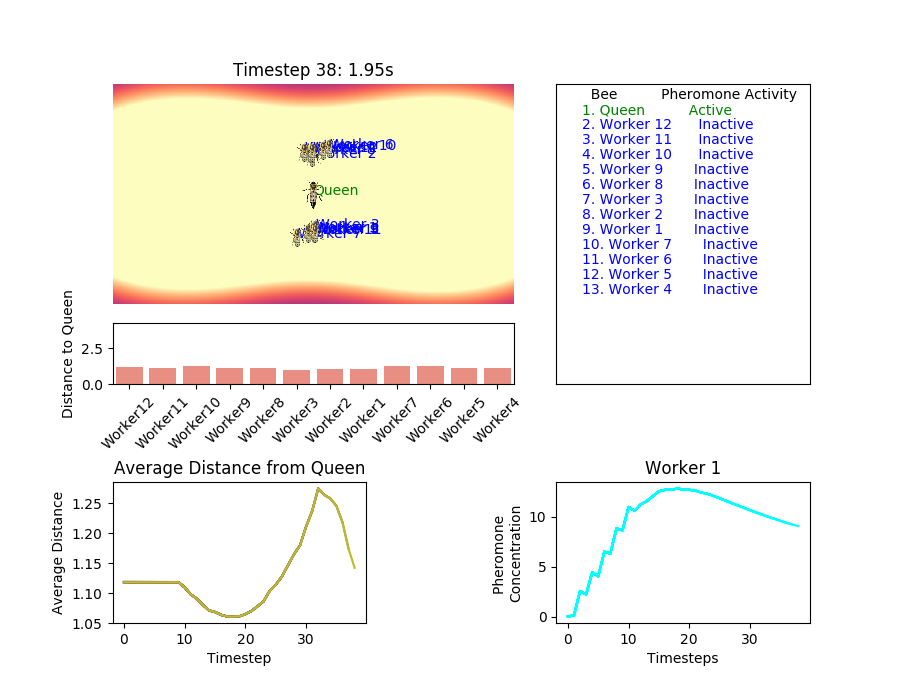 Timestep 38: 1.95s
Queen
Bee Pheromone Activity
1. Queen Active
2. Worker 12 Inactive
3. Worker 11 Inactive
4. Worker 10 Inactive
5. Worker 9 Inactive
6. Worker 8 Inactive
7. Worker 3 Inactive
8. Worker 2 Inactive
9. Worker 1 Inactive
10. Worker 7 Inactive
11. Worker 6 Inactive
12. Worker 5 Inactive
13. Worker 4 Inactive
Distance to Queen
2.5
0.0
Worker12 Worker11 Worker10 Worker9 Worker8 Worker3 Worker2 Worker1 Worker7 Worker6 Worker5 Worker4
Average Distance from Queen
Average Distance
1.25
1.20
1.15
1.10
1.05
0 10 20 30
Timestep
Worker 1
Pheromone
Concentration
10
5
0
0 10 20 30
Timesteps